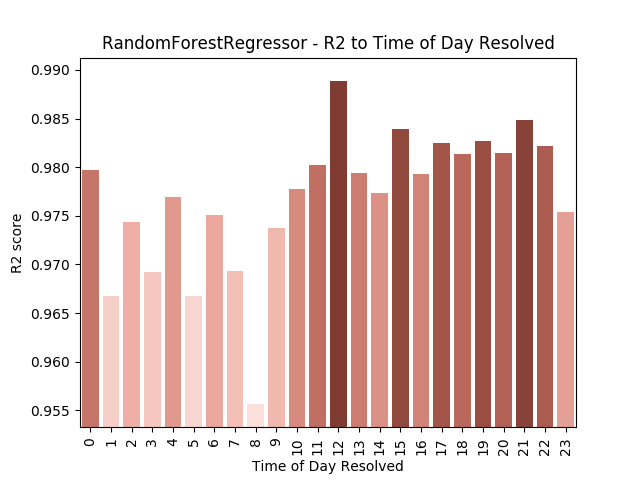 RandomForestRegressor - R2 to Time of Day Resolved
0.990
0.985
0.980
0.975
0.970
0.965
0.960
0.955
R2 score
0 1 2 3 4 5 6 7 8 9 10 11 12 13 14 15 16 17 18 19 20 21 22 23
Time of Day Resolved